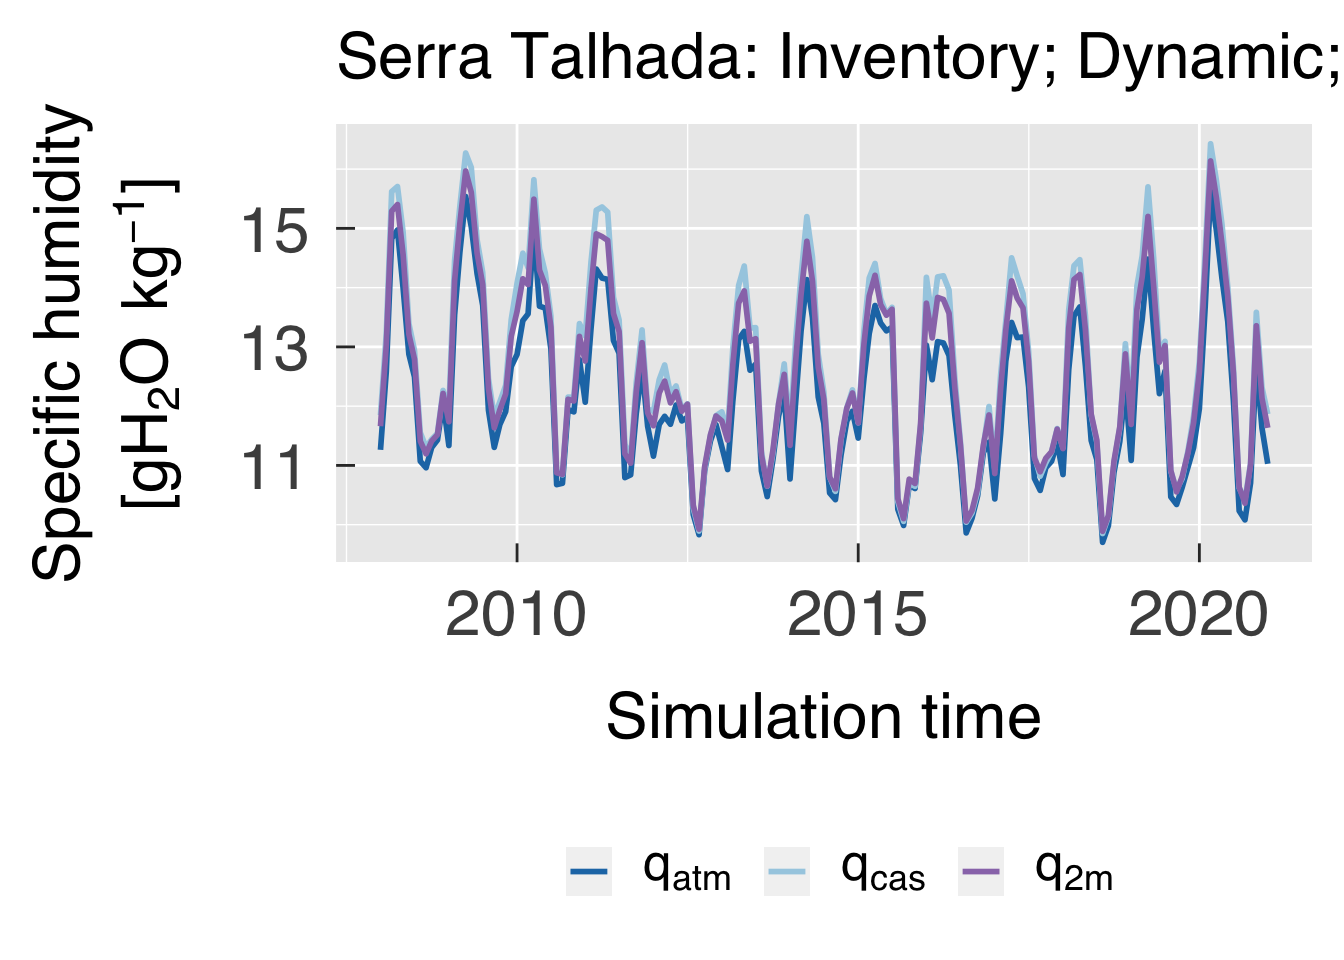 Serra Talhada: Inventory; Dynamic;
Specific humidity
[gH₂O kg⁻¹]
15
13
11
2010 2015 2020
Simulation time
qatm qcas q2m